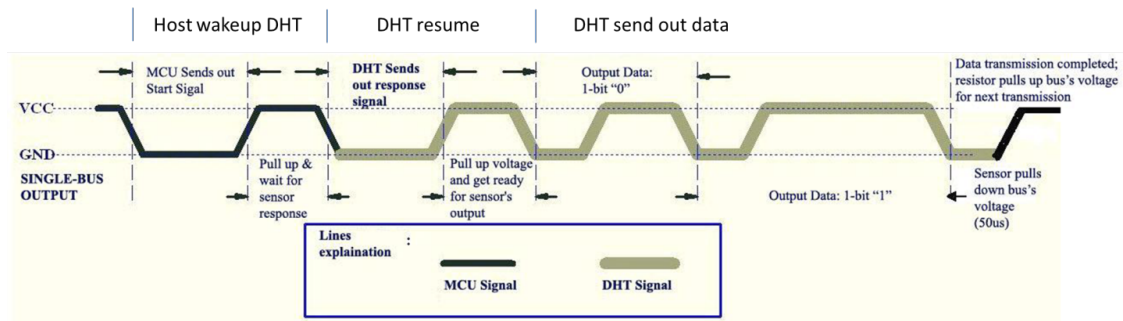 Host wakeup DHT
DHT resume
DHT send out data
MCU Sends out
Start Sigal
DHT Sends
out response
signal
Output Data:
1-bit “0”
Data transmission completed;
resistor pulls up bus's voltage
for next transmission
VCC
GND
SINGLE-BUS
OUTPUT
Pull up &
wait for
sensor
response
Pull up voltage
and get ready
for sensor's
output
Output Data: 1-bit “1”
Sensor pulls
down bus's
voltage
(50us)
Lines
explaination :
MCU Signal
DHT Signal